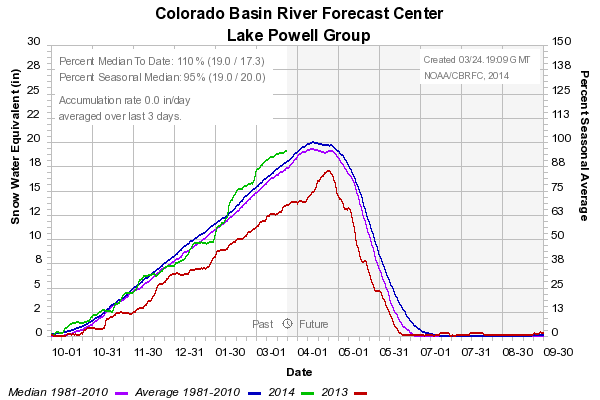 Colorado Basin River Forecast Center
Lake Powell Group
Percent Median To Date: 110% (19.0 / 17.3)
Percent Seasonal Median: 95% (19.0 / 20.0)
Accumulation rate 0.0 in/day
averaged over last 3 days.
Created 03/24.19:09 GMT
NOAA/CBRFC, 2014
Snow Water Equivalent (in)
30
28
25
22
20
18
15
12
10
8
5
2
0
Percent Seasonal Average
150
138
125
113
100
88
75
63
50
38
25
13
0
Past
Future
10-01 10-31 11-30 12-31 01-30 03-01 04-01 05-01 05-31 07-01 07-31 08-30 09-30
Date
Median 1981-2010 Average 1981-2010 2014 2013